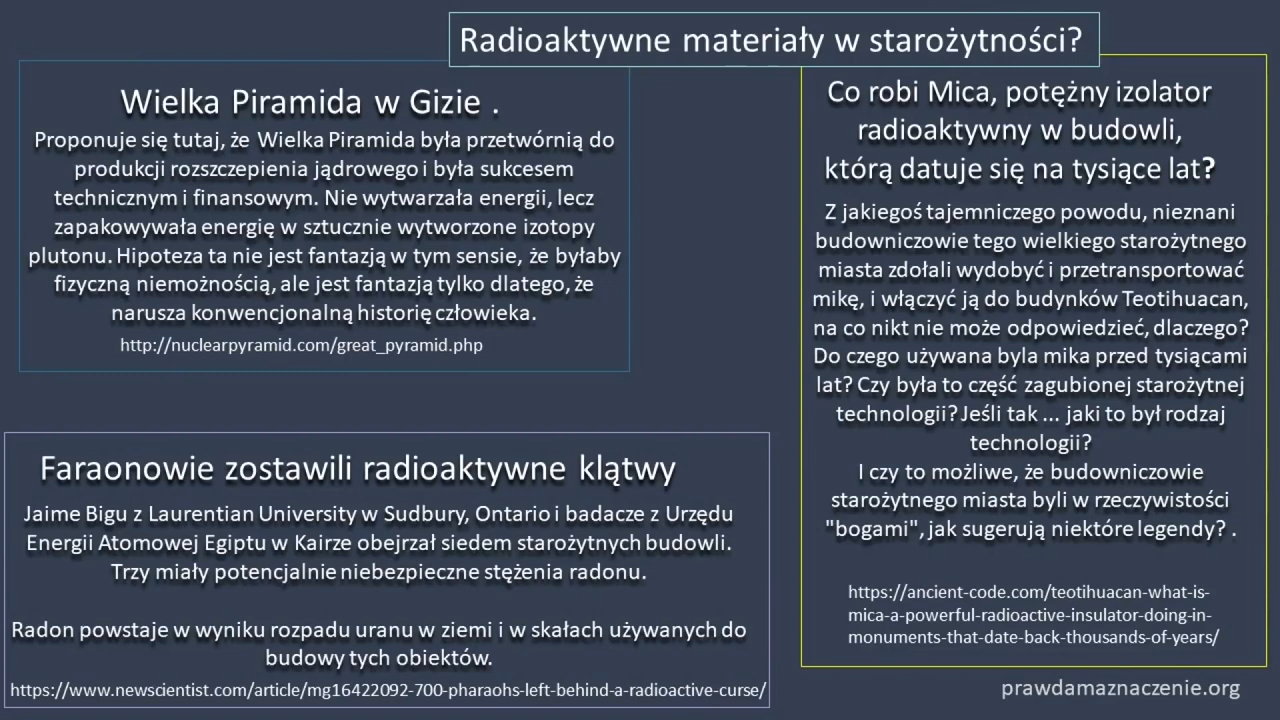 Radioaktywne materiały w starożytności?
Wielka Piramida w Gizie .
Proponuje się tutaj, że Wielka Piramida była przetwórnią do
produkcji rozszczepienia jądrowego i była sukcesem
technicznym i finansowym. Nie wytwarzała energii, lecz
zapakowywała energię w sztucznie wytworzone izotopy
plutonu. Hipoteza ta nie jest fantazją w tym sensie, że byłaby
fizyczną niemożnością, ale jest fantazją tylko dlatego, że
narusza konwencjonalną historię człowieka.
http://nuclearpyramid.com/great_pyramid.php
Faraonowie zostawili radioaktywne klątwy
Jaime Bigu z Laurentian University w Sudbury, Ontario i badacze z Urzędu
Energii Atomowej Egiptu w Kairze obejrzał siedem starożytnych budowli.
Trzy miały potencjalnie niebezpieczne stężenia radonu.
Radon powstaje w wyniku rozpadu uranu w ziemi i w skałach używanych do
budowy tych obiektów.
https://www.newscientist.com/article/mg16422092-700-pharaohs-left-behind-a-radioactive-curse/
Co robi Mica, potężny izolator
radioaktywny w budowli,
którą datuje się na tysiące lat?
Z jakiegoś tajemniczego powodu, nieznani
budowniczowie tego wielkiego starożytnego
miasta zdołali wydobyć i przetransportować
mikę, i włączyć ją do budynków Teotihuacan,
na co nikt nie może odpowiedzieć, dlaczego?
Do czego używana byla mika przed tysiącami
lat? Czy była to część zagubionej starożytnej
technologii? Jeśli tak ... jaki to był rodzaj
technologii?
I czy to możliwe, że budowniczowie
starożytnego miasta byli w rzeczywistości
"bogami", jak sugerują niektóre legendy? .
https://ancient-code.com/teotihuacan-what-is-
mica-a-powerful-radioactive-insulator-doing-in-
monuments-that-date-back-thousands-of-years/
prawdamaznaczenie.org